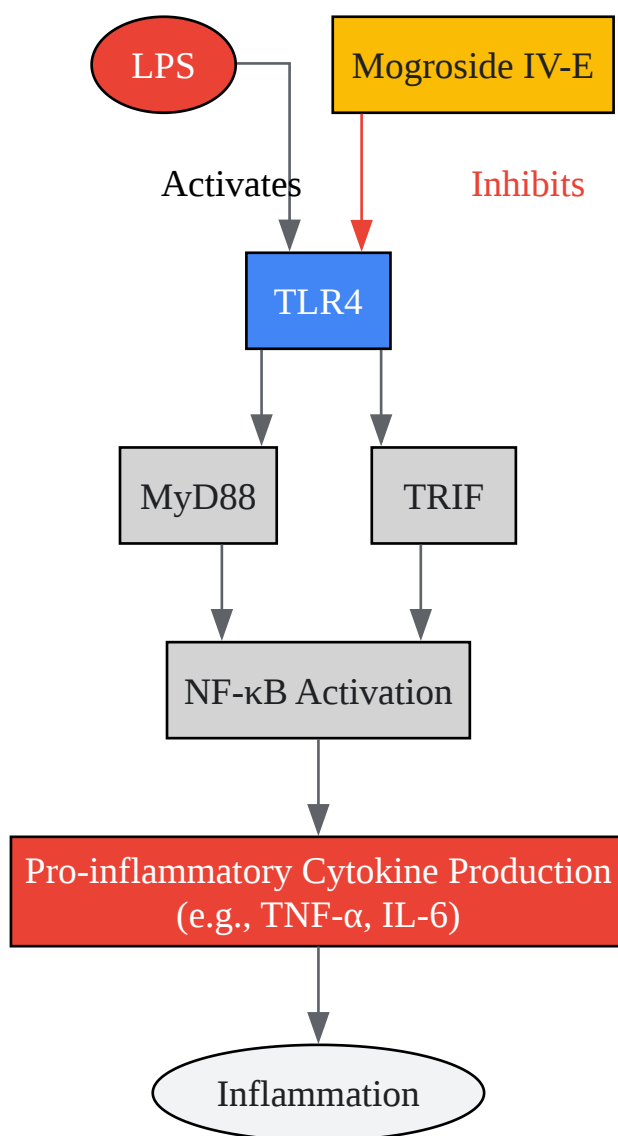 LPS
Mogroside IV-E
Activates
Inhibits
TLR4
MyD88
TRIF
NF-κB Activation
Pro-inflammatory Cytokine Production
(e.g., TNF-α, IL-6)
Inflammation